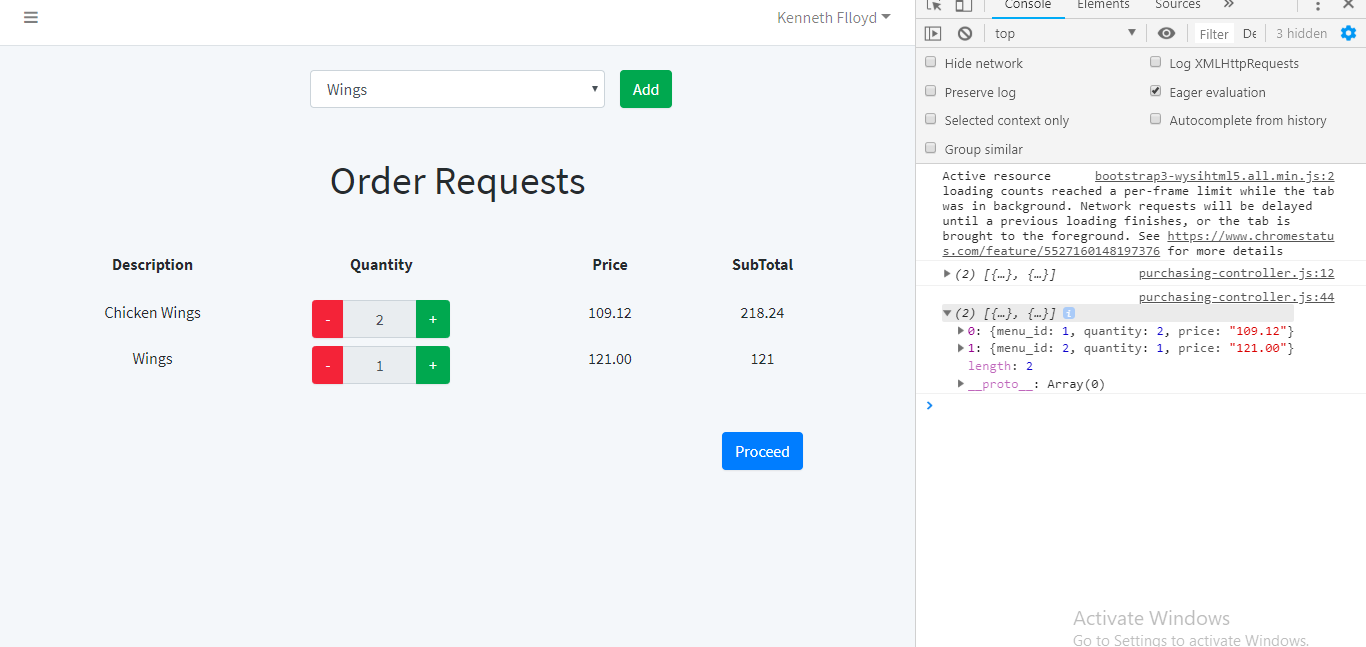 Kenneth Flloyd
Wings
Add
Order Requests
Description Quantity Price SubTotal
Chicken Wings - 2 + 109.12 218.24
Wings - 1 + 121.00 121
Proceed
Console Elements Sources »
top Filter De 3 hidden
Hide network Log XMLHttpRequests
Preserve log Eager evaluation
Selected context only Autocomplete from history
Group similar
Active resource bootstrap3-wysihtml5.all.min.js:2
loading counts reached a per-frame limit while the tab
was in background. Network requests will be delayed
until a previous loading finishes, or the tab is
brought to the foreground. See https://www.chromestatu
s.com/feature/5527160148197376 for more details
(2) [{…}, {…}] purchasing-controller.js:12
purchasing-controller.js:44
(2) [{…}, {…}] i
0: {menu_id: 1, quantity: 2, price: "109.12"}
1: {menu_id: 2, quantity: 1, price: "121.00"}
length: 2
__proto__: Array(0)
Activate Windows
Go to Settings to activate Windows.